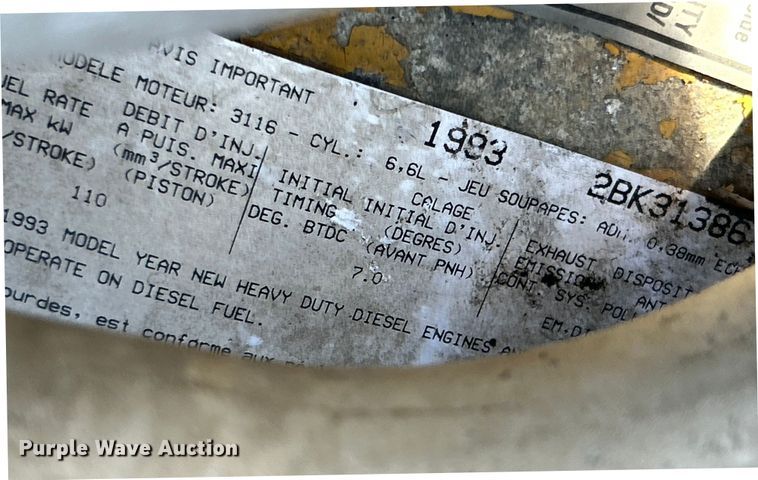 AVIS IMPORTANT
MODELE MOTEUR: 3116 - CYL.: 6,6L - JEU SOUPAPES: ADM. 0.38mm
1993
2BK31386
FUEL RATE
MAX kW
/STROKE)
DEBIT D'INJ.
A PUIS. MAXI
(mm³/STROKE)
(PISTON)
110
INITIAL
TIMING
DEG. BTDC
CALAGE
INITIAL D'INJ.
(DEGRES)
(AVANT PNH)
7.0
EXHAUST
EMISSION
CONT. SYS.
DISPOSIT
ANT
POLL
EM,DI
1993 MODEL YEAR NEW HEAVY DUTY DIESEL ENGINES
OPERATE ON DIESEL FUEL.
ourdes, est conforme aux
Purple Wave Auction